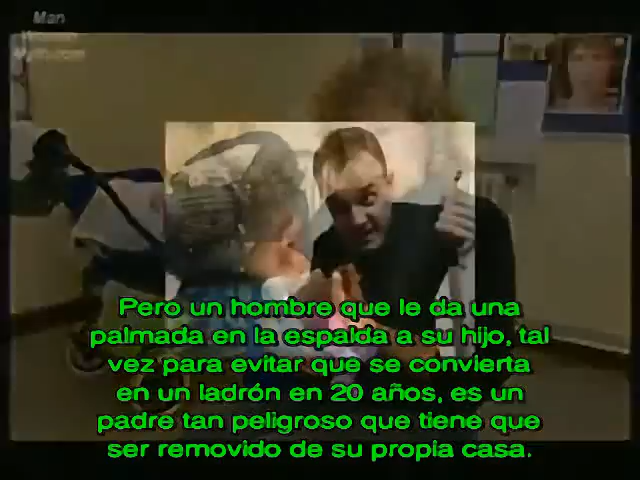 Man
Pero un hombre que le da una
palmada en la espalda a su hijo, tal
vez para evitar que se convierta
en un ladrón en 20 años, es un
padre tan peligroso que tiene que
ser removido de su propia casa.